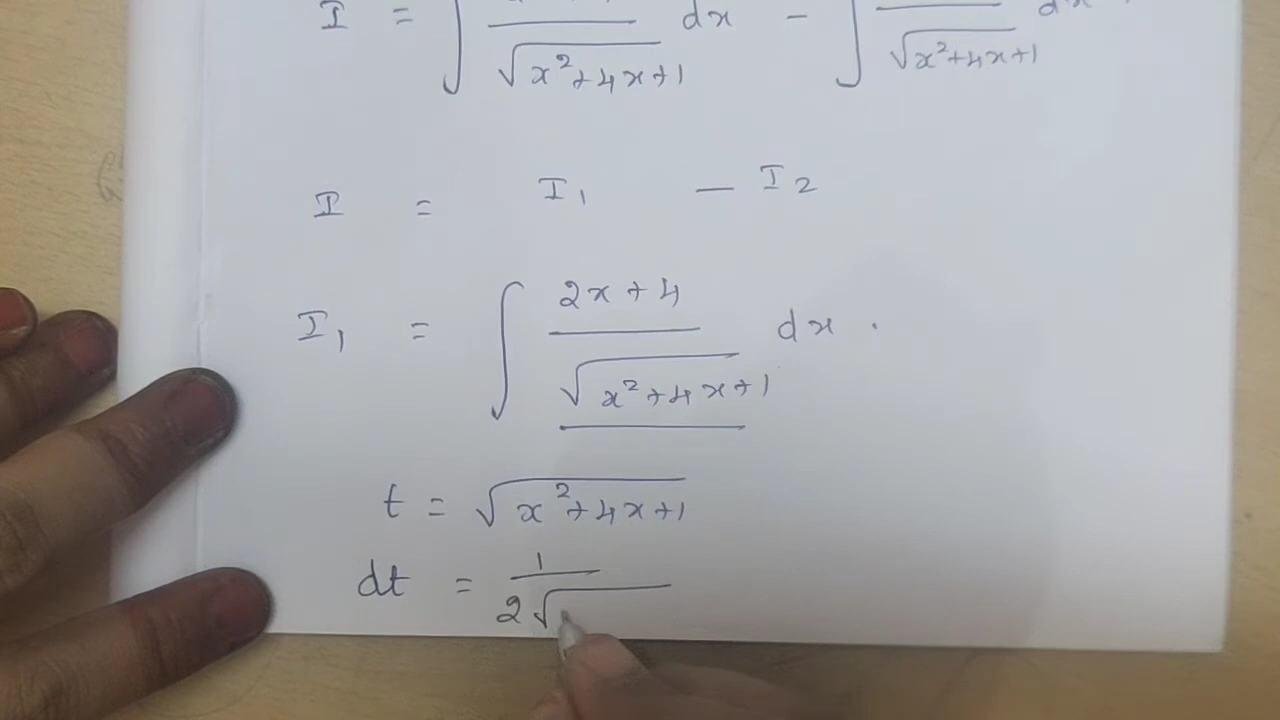 I = ∫ / √x²+4x+1 dx - ∫ / √x²+4x+1 dx
I = I₁ - I₂
I₁ = ∫ 2x+4 / √x²+4x+1 dx .
t = √x²+4x+1
dt = 1 / 2√